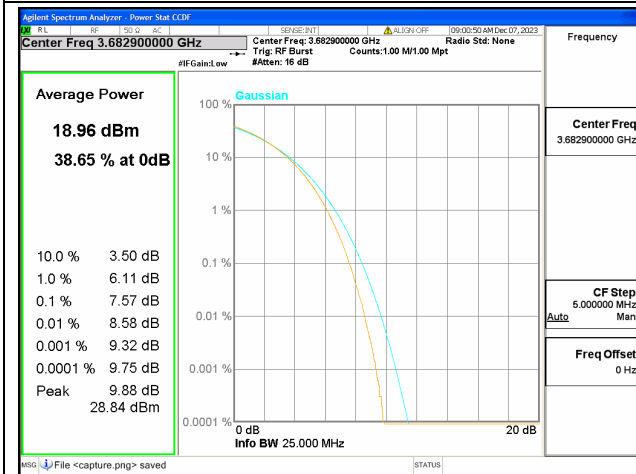 Agilent Spectrum Analyzer - Power Stat CCDF
RL RF 50 Ω AC SENSE:INT ALIGN OFF 09:00:50 AM Dec 07, 2023
Center Freq 3.682900000 GHz
Center Freq: 3.682900000 GHz Radio Std: None
Trig: RF Burst Counts:1.00 M/1.00 Mpt
#IFGain:Low #Atten: 16 dB
Frequency
Average Power
18.96 dBm
38.65 % at 0dB
10.0 % 3.50 dB
1.0 % 6.11 dB
0.1 % 7.57 dB
0.01 % 8.58 dB
0.001 % 9.32 dB
0.0001 % 9.75 dB
Peak 9.88 dB
28.84 dBm
Gaussian
100 %
10 %
1 %
0.1 %
0.01 %
0.001 %
0.0001 %
0 dB 20 dB
Info BW 25.000 MHz
Center Freq
3.682900000 GHz
CF Step
5.000000 MHz
Auto Man
Freq Offset
0 Hz
MSG File <capture.png> saved STATUS